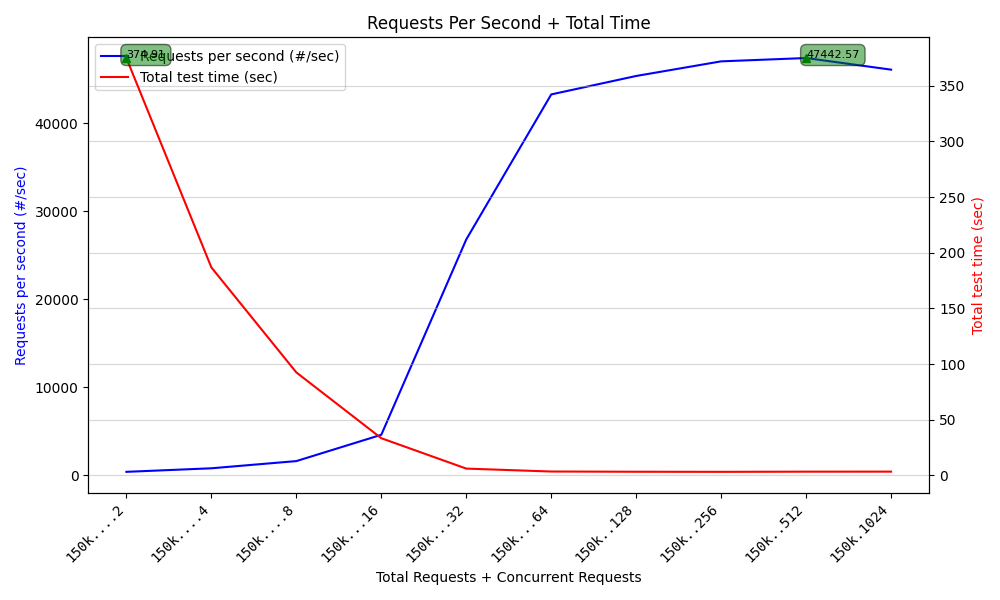 Requests Per Second + Total Time
374.91
Requests per second (#/sec)
Total test time (sec)
47442.57
Requests per second (#/sec)
40000
30000
20000
10000
0
350
300
250
200
150
100
50
0
Total test time (sec)
150k....2
150k....4
150k....8
150k...16
150k...32
150k...64
150k..128
150k..256
150k..512
150k.1024
Total Requests + Concurrent Requests